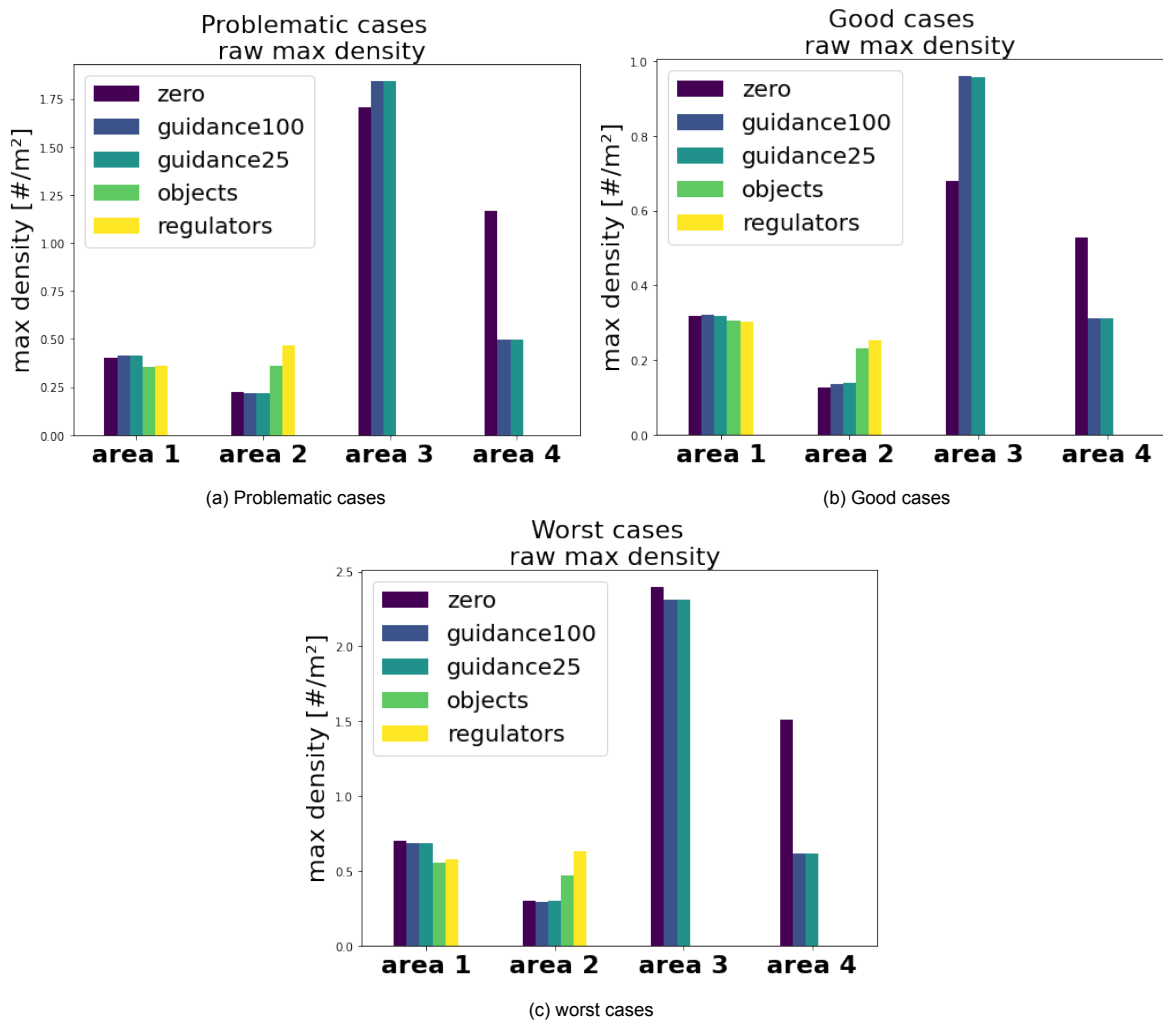 Problematic cases
raw max density
max density [#/m²]
1.75
1.50
1.25
1.00
0.75
0.50
0.25
0.00
zero
guidance100
guidance25
objects
regulators
area 1
area 2
area 3
area 4
(a) Problematic cases
Good cases
raw max density
max density [#/m²]
1.0
0.8
0.6
0.4
0.2
0.0
zero
guidance100
guidance25
objects
regulators
area 1
area 2
area 3
area 4
(b) Good cases
Worst cases
raw max density
max density [#/m²]
2.5
2.0
1.5
1.0
0.5
0.0
zero
guidance100
guidance25
objects
regulators
area 1
area 2
area 3
area 4
(c) worst cases